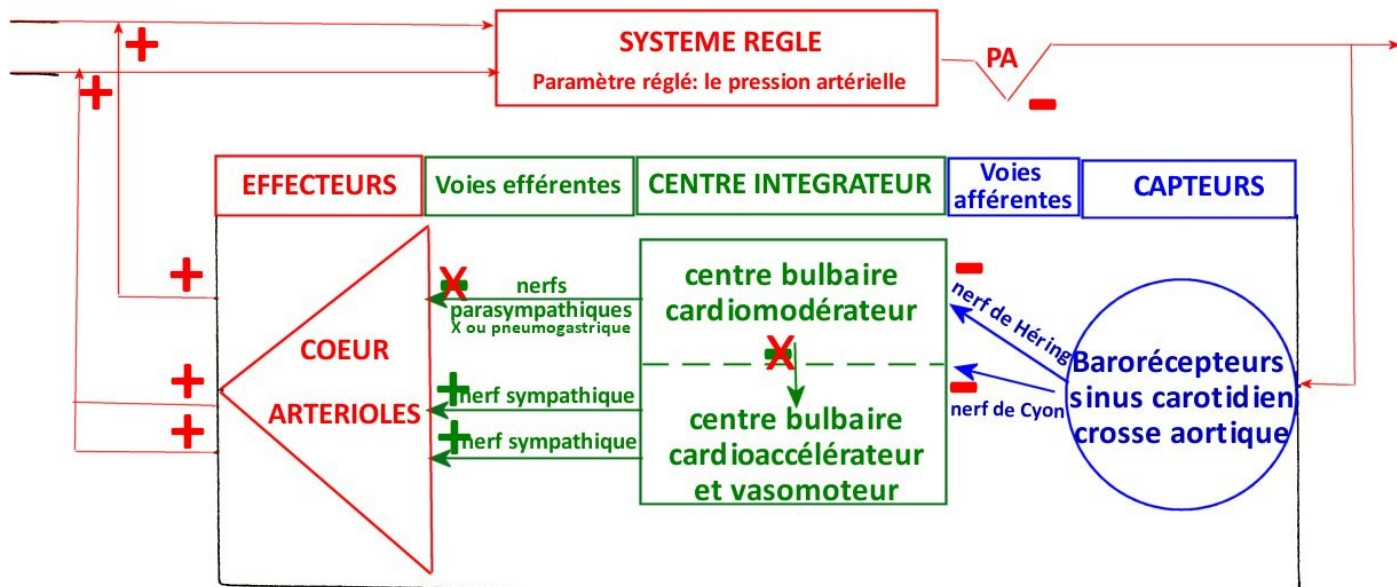 SYSTEME REGLE
Paramètre réglé: le pression artérielle
PA
+
+
-
EFFECTEURS
Voies efférentes
CENTRE INTEGRATEUR
Voies
afférentes
CAPTEURS
+
+
+
COEUR
ARTERIOLES
X
nerfs
parasympathiques
X ou pneumogastrique
+
nerf sympathique
+
nerf sympathique
centre bulbaire
cardiomodérateur
X
centre bulbaire
cardioaccélérateur
et vasomoteur
-
nerf de Héring
-
nerf de Cyon
Barorécepteurs
sinus carotidien
crosse aortique